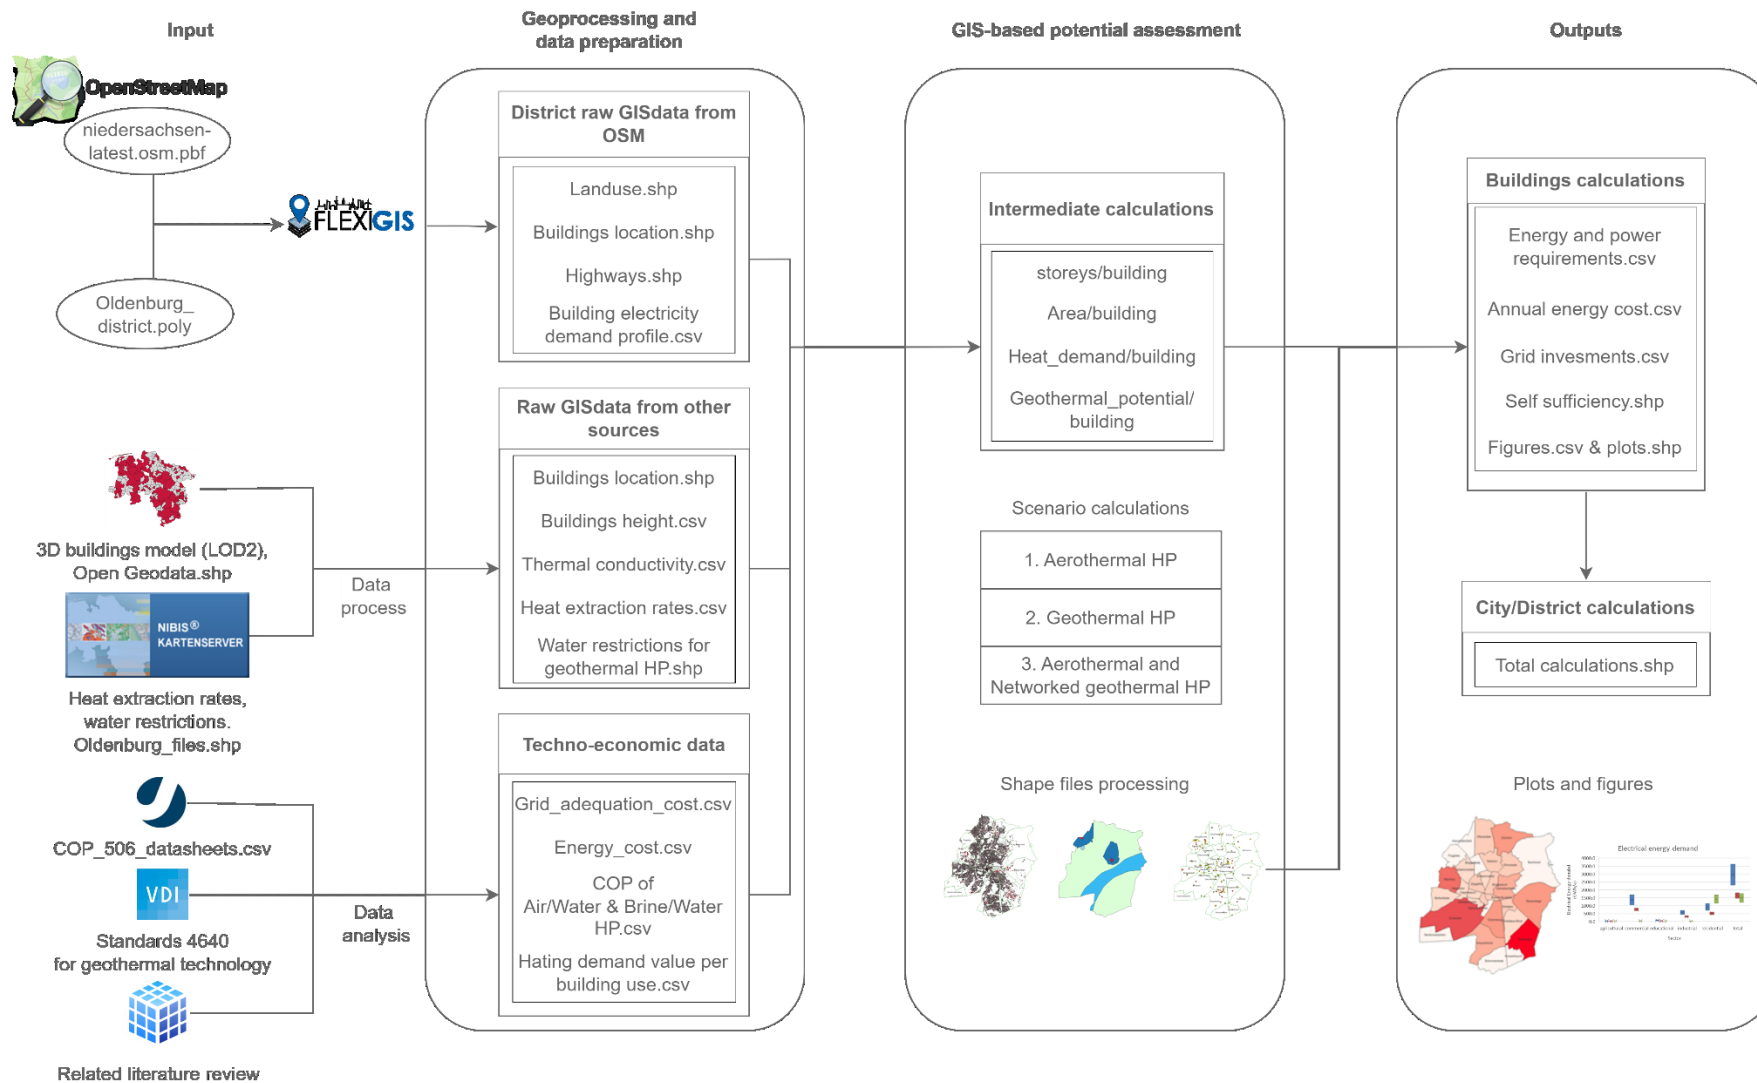 Input
OpenStreetMap
niedersachsen-
latest.osm.pbf
FLEXIGIS
Oldenburg_
district.poly
3D buildings model (LOD2),
Open Geodata.shp
NIBIS®
KARTENSERVER
Heat extraction rates,
water restrictions.
Oldenburg_files.shp
Data
process
COP_506_datasheets.csv
VDI
Standards 4640
for geothermal technology
Related literature review
Data
analysis
Geoprocessing and
data preparation
District raw GISdata from
OSM
Landuse.shp
Buildings location.shp
Highways.shp
Building electricity
demand profile.csv
Raw GISdata from other
sources
Buildings location.shp
Buildings height.csv
Thermal conductivity.csv
Heat extraction rates.csv
Water restrictions for
geothermal HP.shp
Techno-economic data
Grid_adequation_cost.csv
Energy_cost.csv
COP of
Air/Water & Brine/Water
HP.csv
Hating demand value per
building use.csv
GIS-based potential assessment
Intermediate calculations
storeys/building
Area/building
Heat_demand/building
Geothermal_potential/
building
Scenario calculations
1. Aerothermal HP
2. Geothermal HP
3. Aerothermal and
Networked geothermal HP
Shape files processing
Outputs
Buildings calculations
Energy and power
requirements.csv
Annual energy cost.csv
Grid invesments.csv
Self sufficiency.shp
Figures.csv & plots.shp
City/District calculations
Total calculations.shp
Plots and figures
Electrical energy demand
agricultural commercial educational industrial residential total
Sector